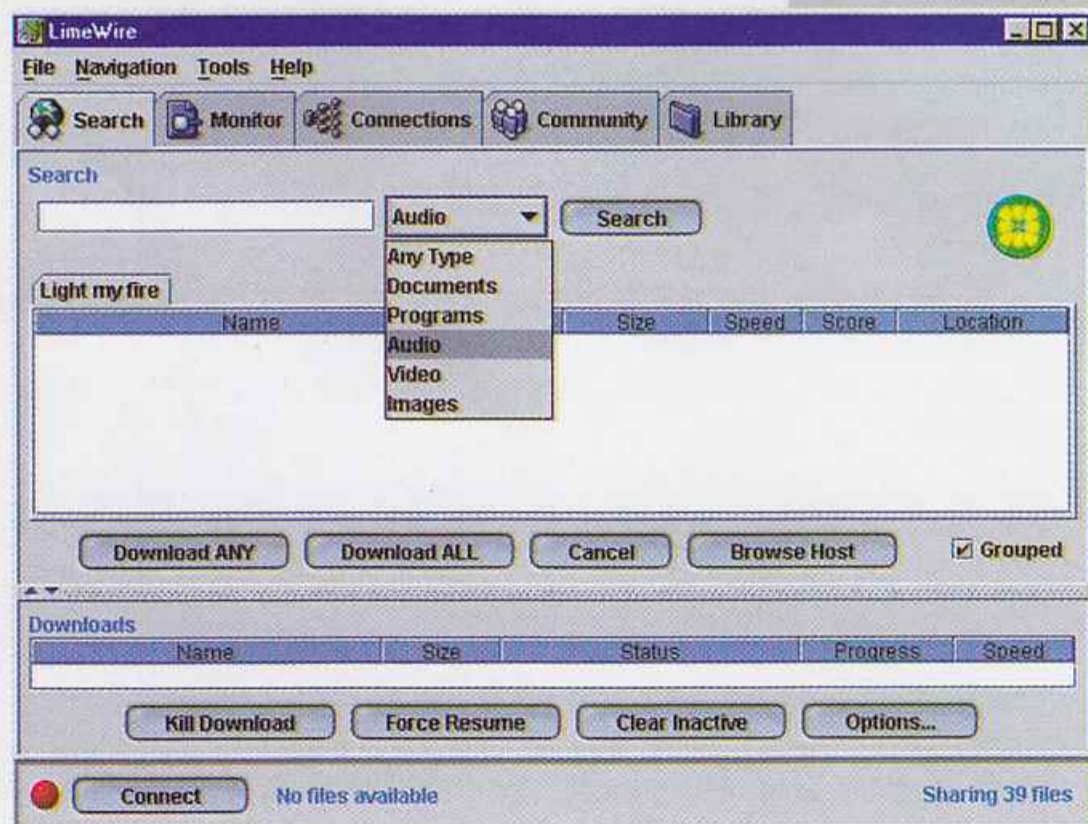 LimeWire
File Navigation Tools Help
Search Monitor Connections Community Library
Search
Audio Search
Any Type
Documents
Programs
Audio
Video
Images
Light my fire
Name Size Speed Score Location
Download ANY Download ALL Cancel Browse Host Grouped
Downloads
Name Size Status Progress Speed
Kill Download Force Resume Clear Inactive Options...
Connect No files available Sharing 39 files